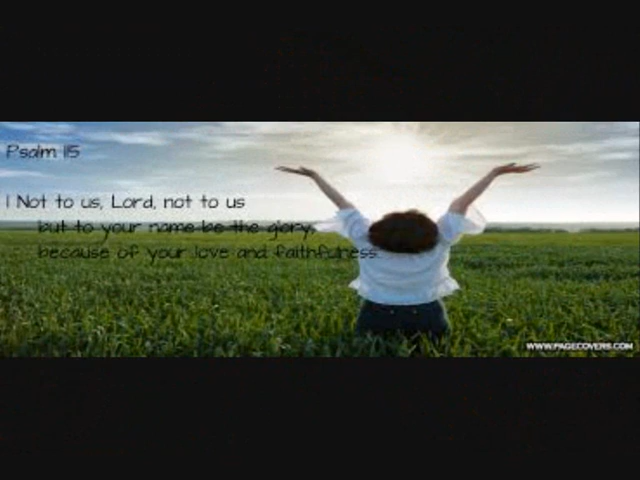 Psalm 115
1 Not to us, Lord, not to us
but to your name be the glory,
because of your love and faithfulness.
WWW.PAGECOVERS.COM